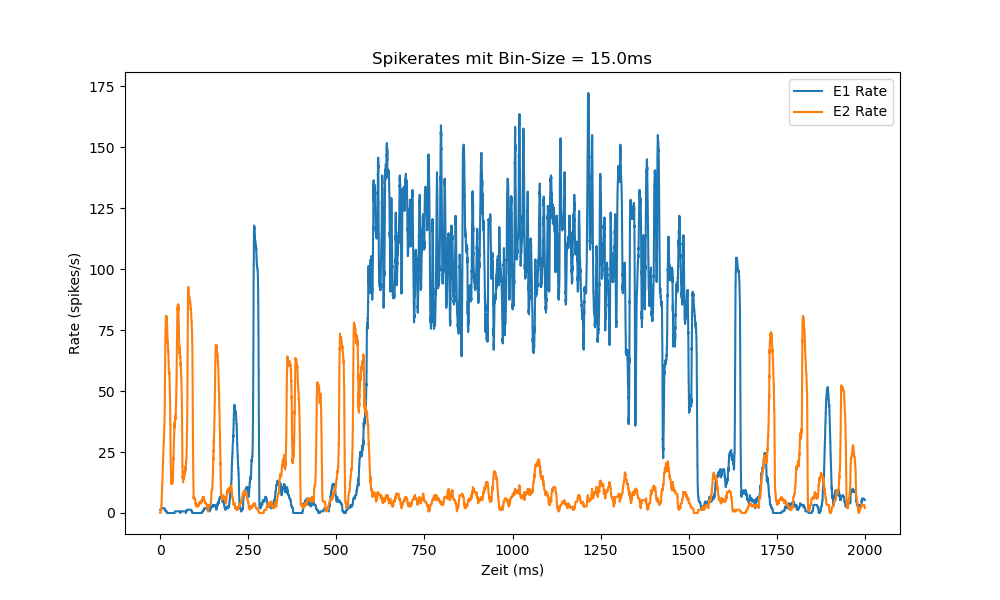 Spikerates mit Bin-Size = 15.0ms
175
150
125
100
75
50
25
0
Rate (spikes/s)
E1 Rate
E2 Rate
0 250 500 750 1000 1250 1500 1750 2000
Zeit (ms)